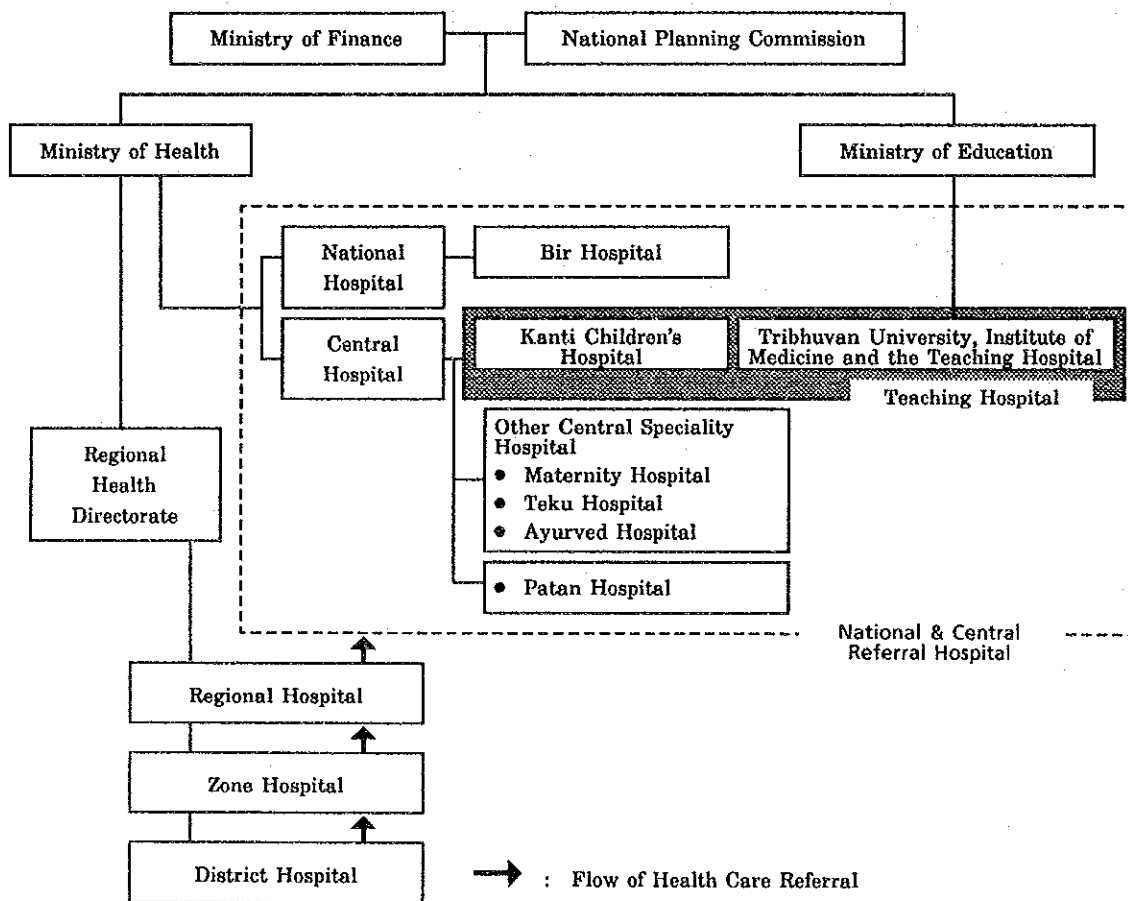 Ministry of Finance
National Planning Commission
Ministry of Health
Ministry of Education
National
Hospital
Bir Hospital
Central
Hospital
Kanti Children's
Hospital
Tribhuvan University, Institute of
Medicine and the Teaching Hospital
Teaching Hospital
Other Central Speciality
Hospital
● Maternity Hospital
● Teku Hospital
● Ayurved Hospital
● Patan Hospital
Regional
Health
Directorate
National & Central
Referral Hospital
Regional Hospital
Zone Hospital
District Hospital
: Flow of Health Care Referral